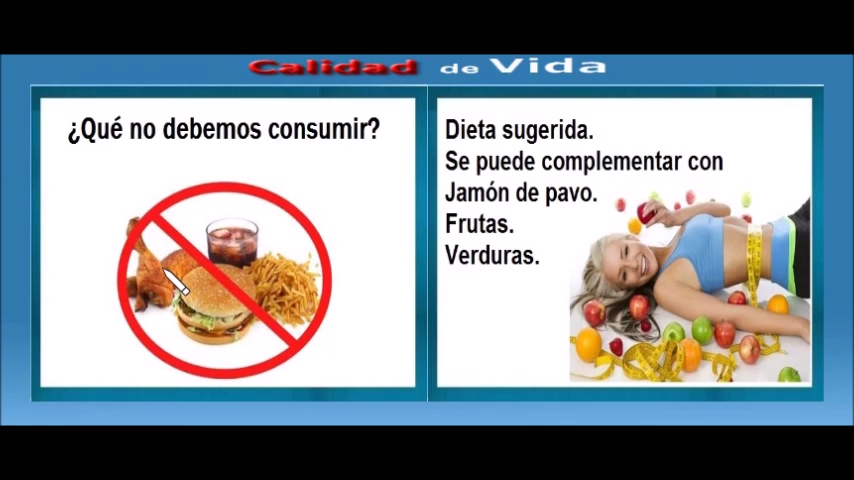 Calidad de Vida
¿Qué no debemos consumir?
Dieta sugerida.
Se puede complementar con
Jamón de pavo.
Frutas.
Verduras.